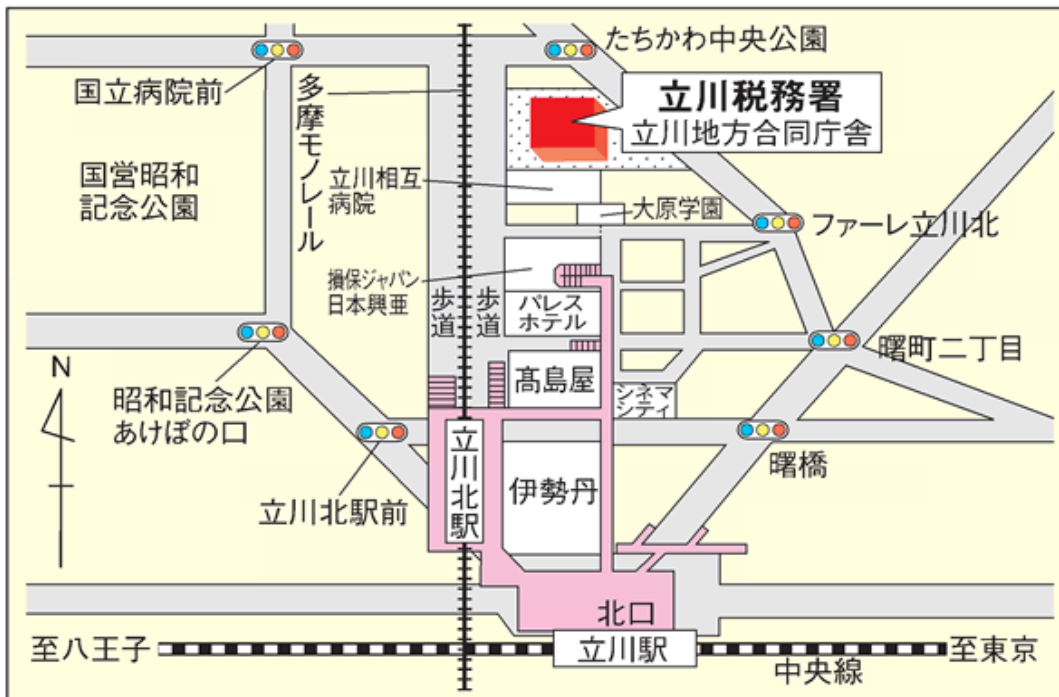 たちかわ中央公園
国立病院前
多摩モノレール
立川税務署
立川地方合同庁舎
国営昭和
記念公園
立川相互
病院
大原学園
ファーレ立川北
損保ジャパン
日本興亜
歩道
歩道
パレス
ホテル
曙町二丁目
N
髙島屋
シネマ
シティ
昭和記念公園
あけぼの口
立川北駅
伊勢丹
曙橋
立川北駅前
北口
至八王子
立川駅
中央線
至東京